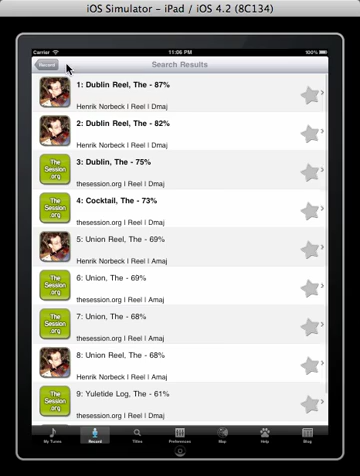 iOS Simulator - iPad / iOS 4.2 (8C134)
Carrier 11:06 PM 100%
Record Search Results
1: Dublin Reel, The - 87%
Henrik Norbeck I Reel I Dmaj
2: Dublin Reel, The - 82%
Henrik Norbeck I Reel I Dmaj
The
Session
.org
3: Dublin, The - 75%
thesession.org I Reel I Dmaj
The
Session
.org
4: Cocktail, The - 73%
thesession.org I Reel I Dmaj
5: Union Reel, The - 69%
Henrik Norbeck I Reel I Amaj
The
Session
.org
6: Union, The - 69%
thesession.org I Reel I Amaj
The
Session
.org
7: Union, The - 68%
thesession.org I Reel I Amaj
8: Union Reel, The - 68%
Henrik Norbeck I Reel I Amaj
The
Session
.org
9: Yuletide Log, The - 61%
thesession.org I Reel I Dmaj
My Tunes Record Titles Preferences Map Help Blog